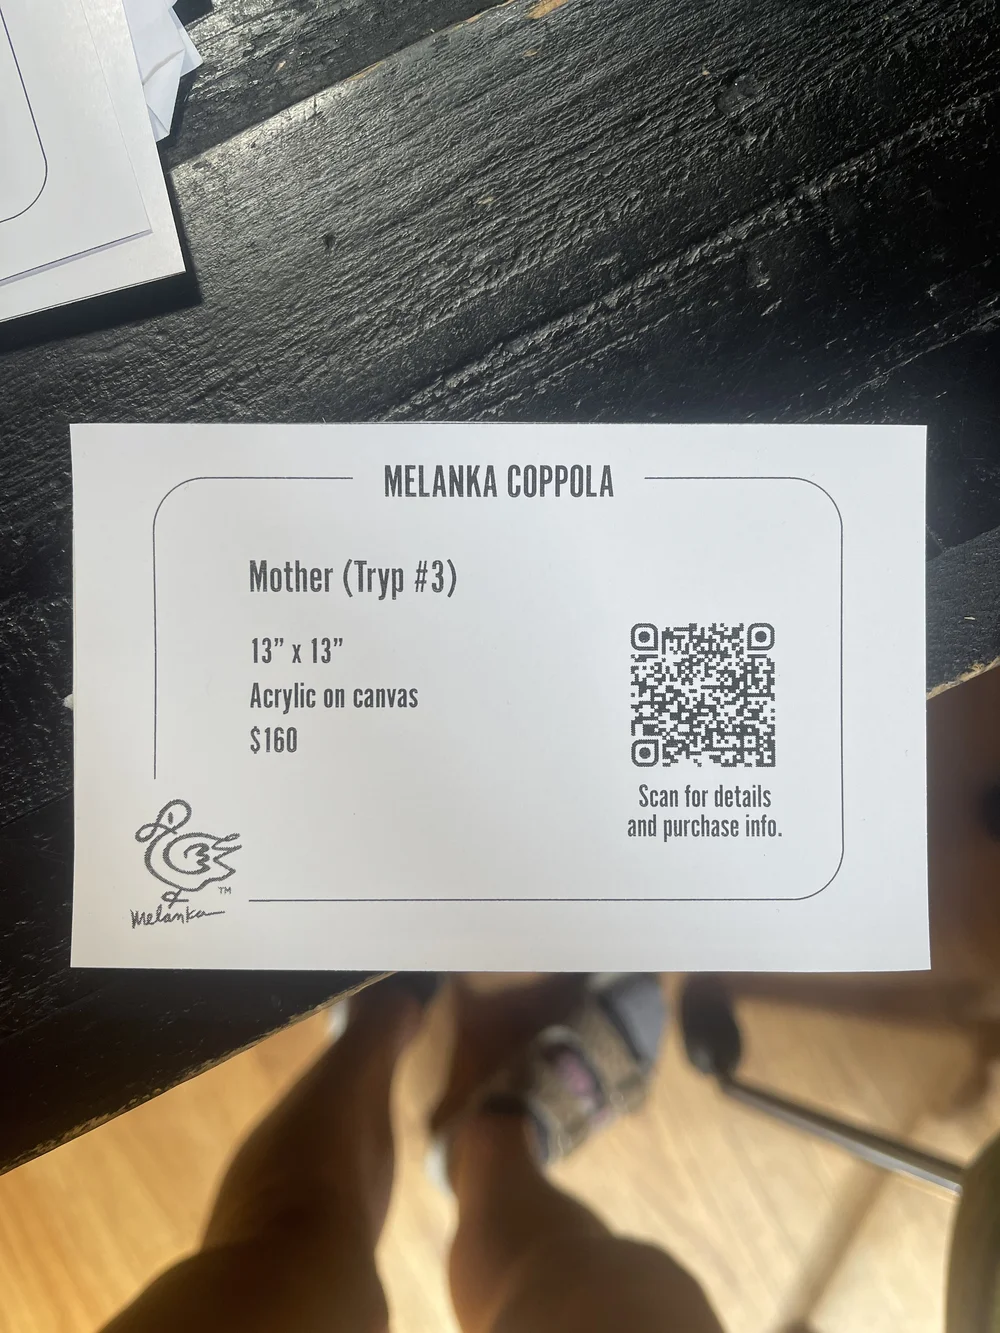 MELANKA COPPOLA
Mother (Tryp #3)
13” x 13”
Acrylic on canvas
$160
Scan for details
and purchase info.
TM
Melanka